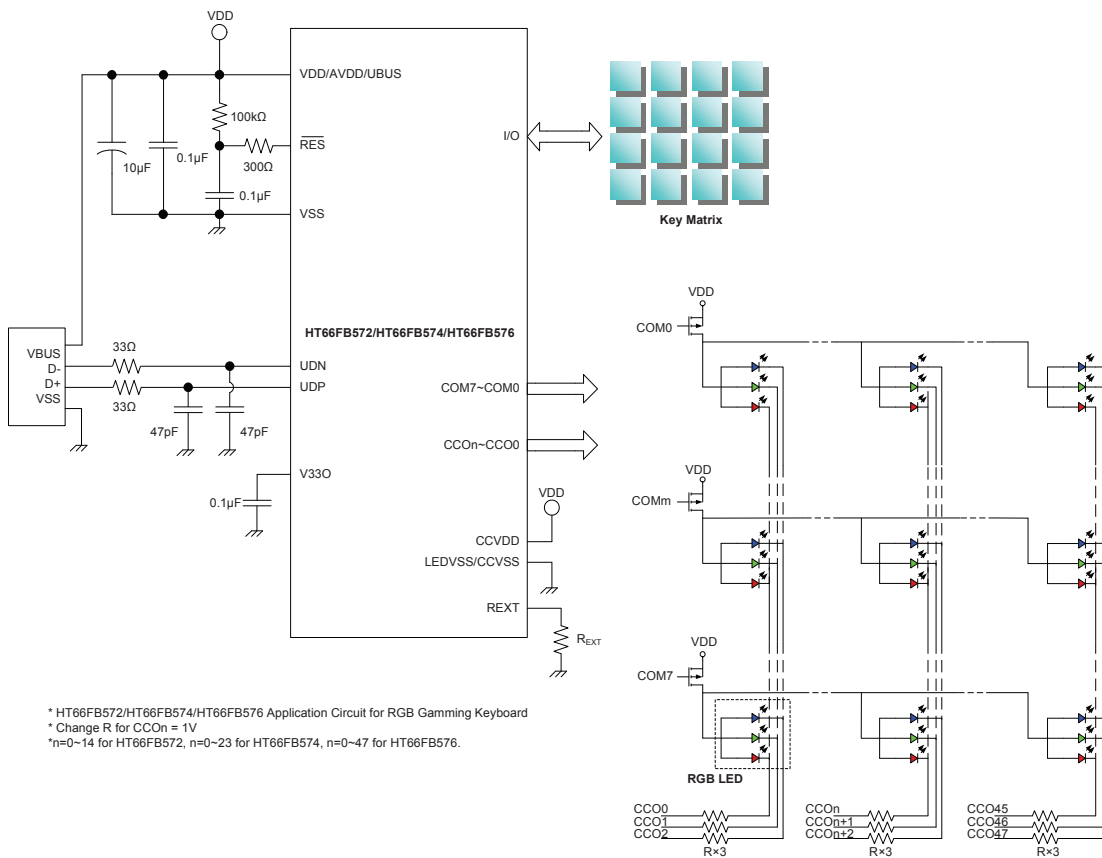 VDD
VDD/AVDD/UBUS
100kΩ
I/O
RES
10µF
0.1µF
300Ω
0.1µF
VSS
Key Matrix
VDD
COM0
HT66FB572/HT66FB574/HT66FB576
VBUS
D-
D+
VSS
33Ω
33Ω
UDN
UDP
47pF
47pF
COM7~COM0
CCOn~CCO0
V33O
0.1µF
VDD
CCVDD
LEDVSS/CCVSS
REXT
REXT
VDD
COMm
VDD
COM7
RGB LED
* HT66FB572/HT66FB574/HT66FB576 Application Circuit for RGB Gamming Keyboard
* Change R for CCOn = 1V
*n=0~14 for HT66FB572, n=0~23 for HT66FB574, n=0~47 for HT66FB576.
CCO0
CCO1
CCO2
R×3
CCOn
CCOn+1
CCOn+2
R×3
CCO45
CCO46
CCO47
R×3